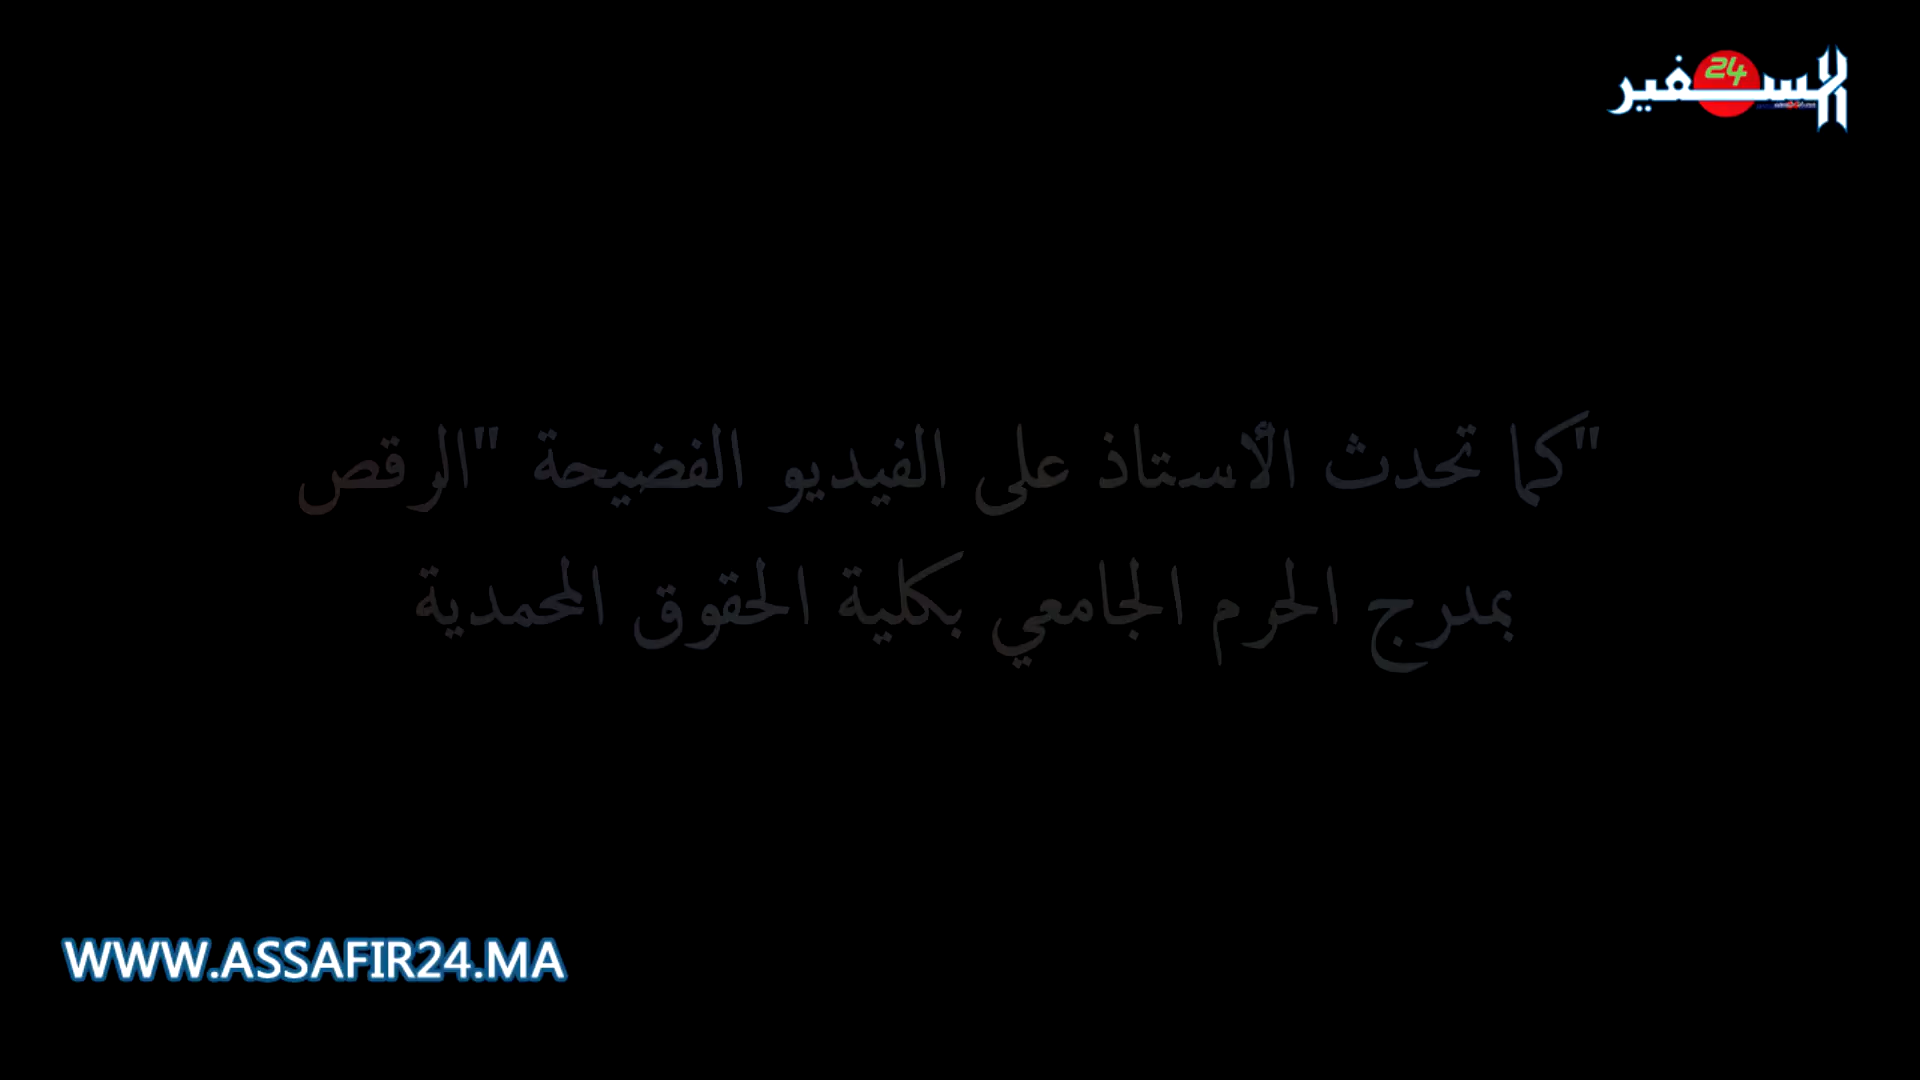 السفير
24
"كما تحدث الأستاذ على الفيديو الفضيحة "الرقص
بمدرج الحرم الجامعي بكلية الحقوق المحمدية
WWW.ASSAFIR24.MA